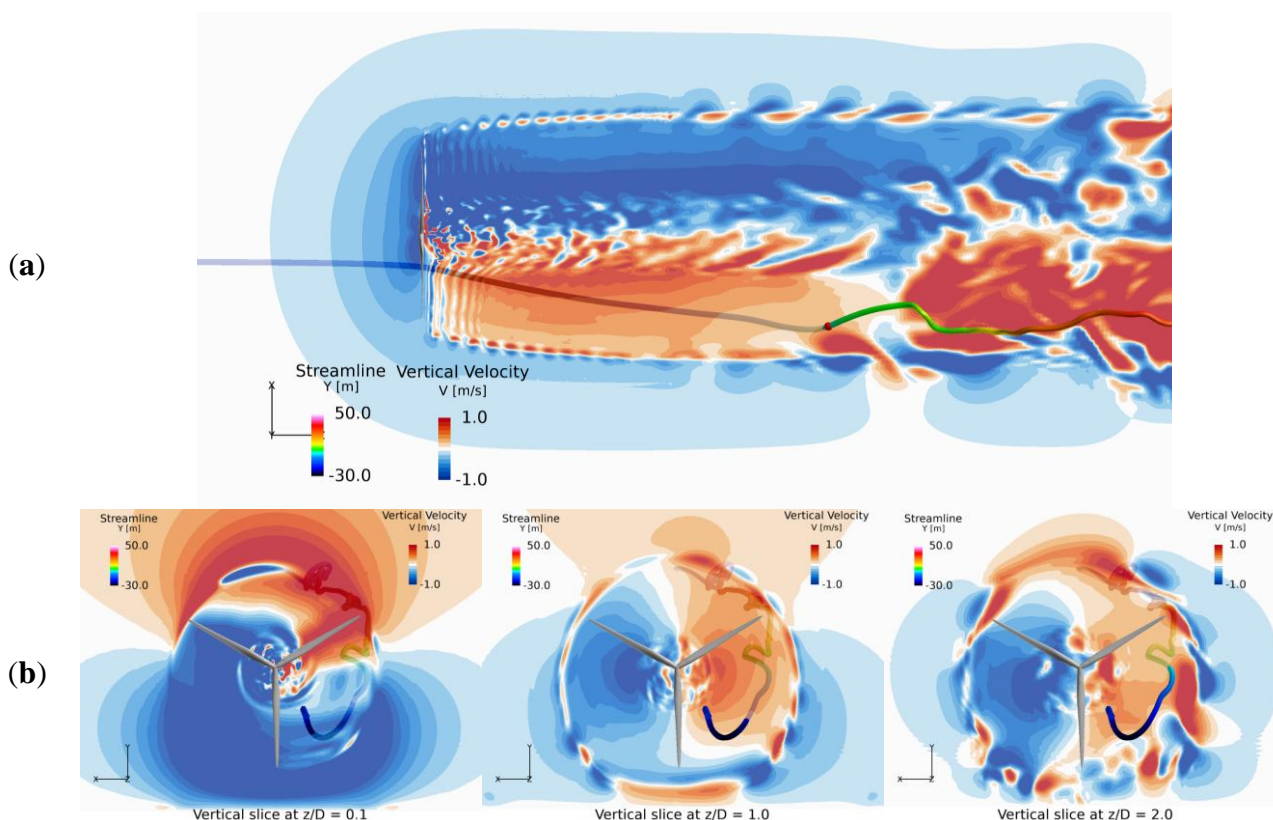 (a)
Streamline
Y [m]
50.0
-30.0
Vertical Velocity
V [m/s]
1.0
-1.0
X
(b)
Streamline
Y [m]
50.0
-30.0
Vertical Velocity
V [m/s]
1.0
-1.0
Y
X
Z
Vertical slice at z/D = 0.1
Streamline
Y [m]
50.0
-30.0
Vertical Velocity
V [m/s]
1.0
-1.0
Y
X
Z
Vertical slice at z/D = 1.0
Streamline
Y [m]
50.0
-30.0
Vertical Velocity
V [m/s]
1.0
-1.0
Y
X
Z
Vertical slice at z/D = 2.0